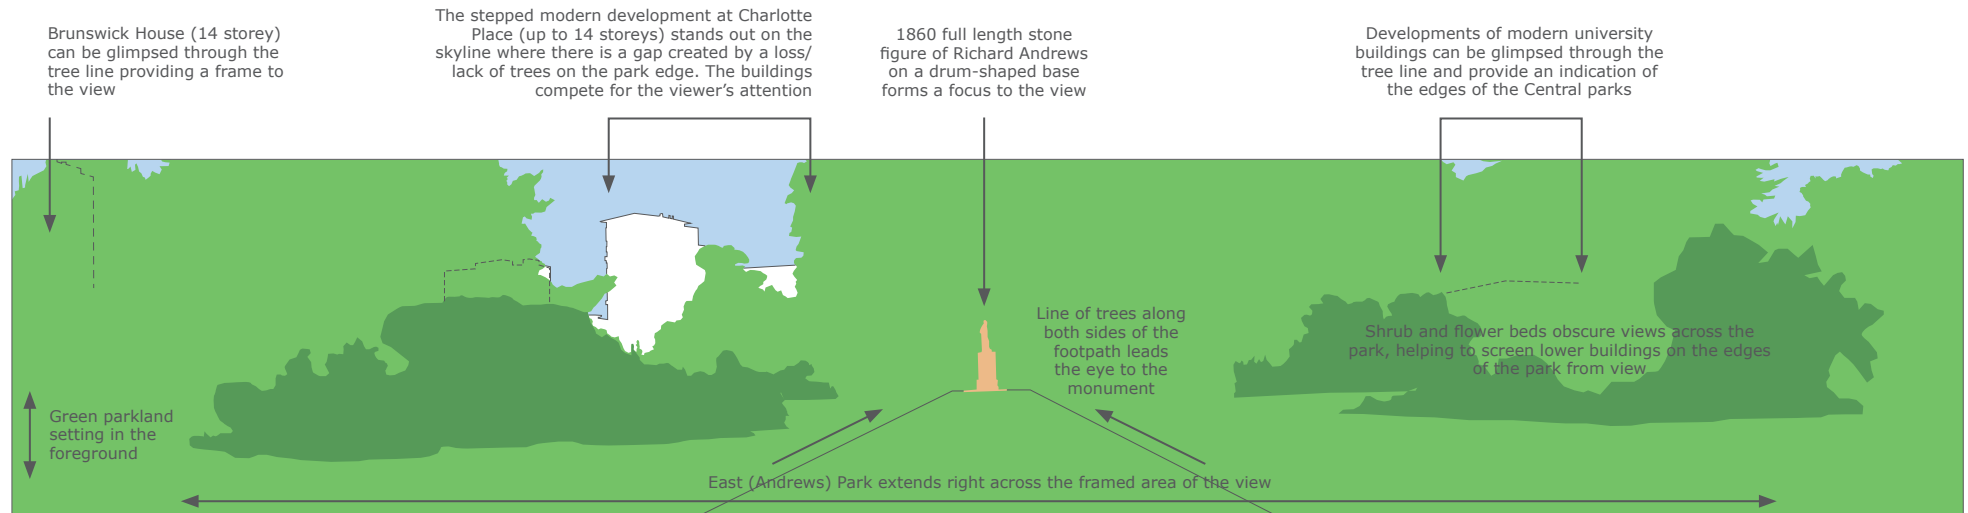 Brunswick House (14 storey)
can be glimpsed through the
tree line providing a frame to
the view
The stepped modern development at Charlotte
Place (up to 14 storeys) stands out on the
skyline where there is a gap created by a loss/
lack of trees on the park edge. The buildings
compete for the viewer’s attention
1860 full length stone
figure of Richard Andrews
on a drum-shaped base
forms a focus to the view
Developments of modern university
buildings can be glimpsed through the
tree line and provide an indication of
the edges of the Central parks
Line of trees along
both sides of the
footpath leads
the eye to the
monument
Shrub and flower beds obscure views across the
park, helping to screen lower buildings on the edges
of the park from view
Green parkland
setting in the
foreground
East (Andrews) Park extends right across the framed area of the view